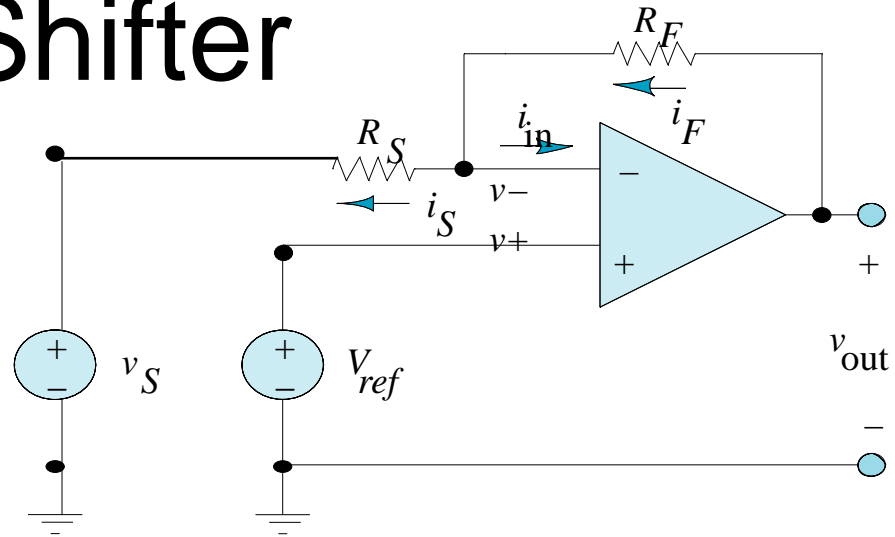 Shifter
R_F
i_F
i_in
R_S
i_S
v−
−
v+
+
+
+
−
v_S
+
−
V_ref
v_out
−